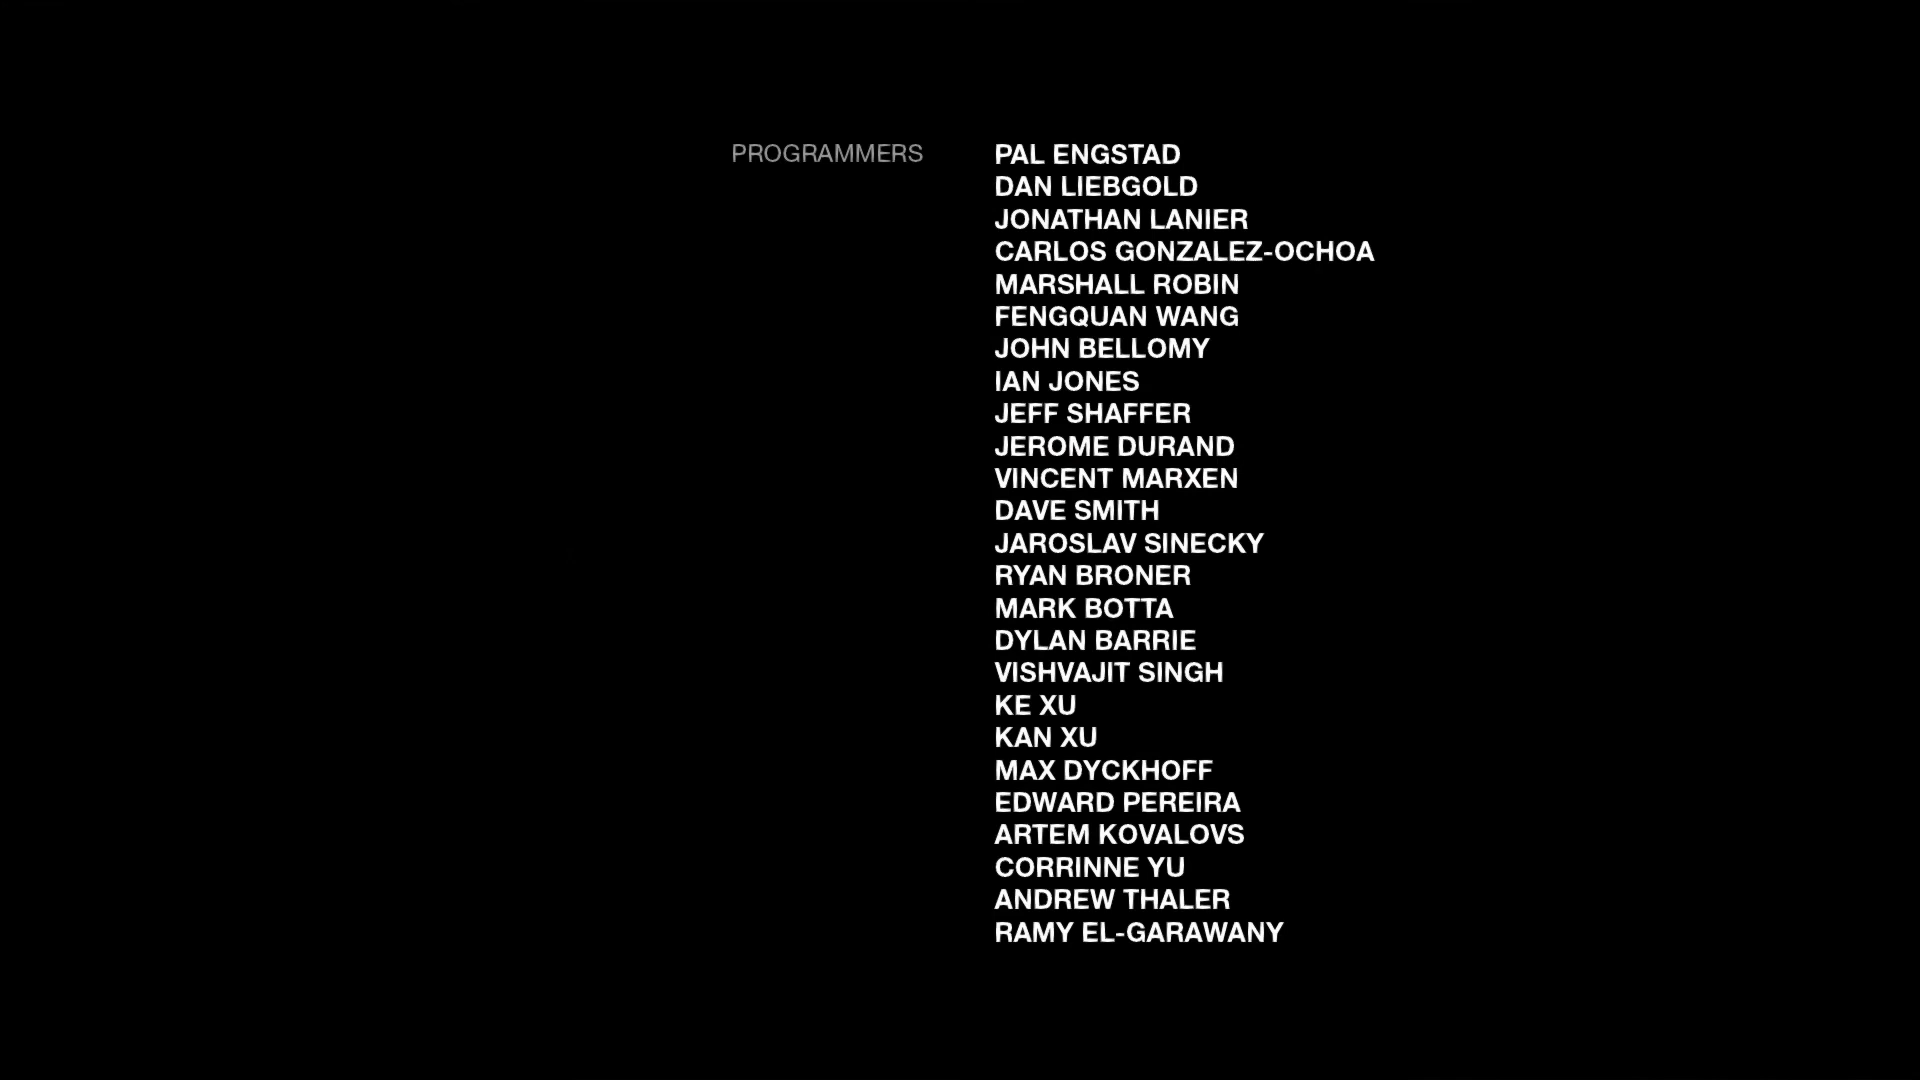 PROGRAMMERS PAL ENGSTAD
DAN LIEBGOLD
JONATHAN LANIER
CARLOS GONZALEZ-OCHOA
MARSHALL ROBIN
FENGQUAN WANG
JOHN BELLOMY
IAN JONES
JEFF SHAFFER
JEROME DURAND
VINCENT MARXEN
DAVE SMITH
JAROSLAV SINECKY
RYAN BRONER
MARK BOTTA
DYLAN BARRIE
VISHVAJIT SINGH
KE XU
KAN XU
MAX DYCKHOFF
EDWARD PEREIRA
ARTEM KOVALOVS
CORRINNE YU
ANDREW THALER
RAMY EL-GARAWANY